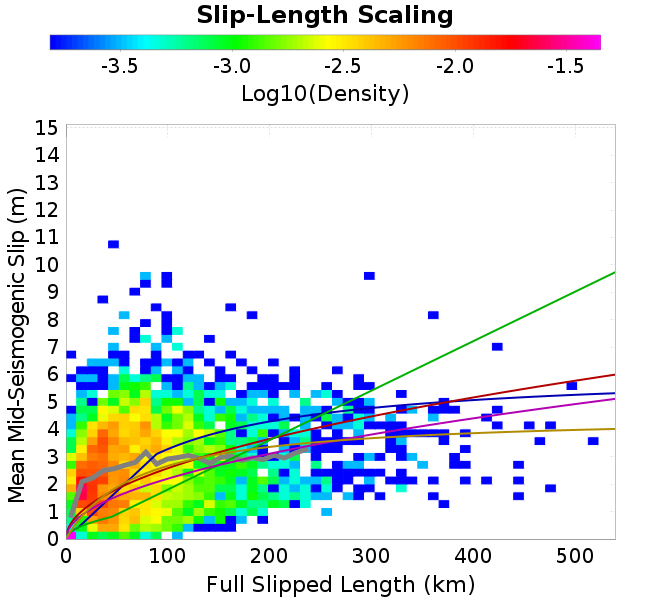 Slip-Length Scaling
-3.5 -3.0 -2.5 -2.0 -1.5
Log10(Density)
Mean Mid-Seismogenic Slip (m)
15
14
13
12
11
10
9
8
7
6
5
4
3
2
1
0
0 100 200 300 400 500
Full Slipped Length (km)